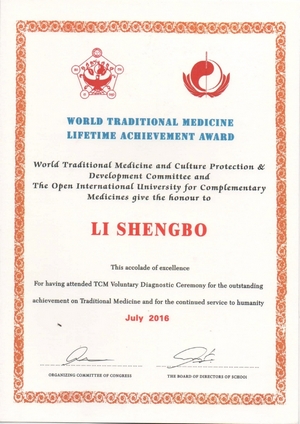 WORLD TRADITIONAL MEDICINE
LIFETIME ACHIEVEMENT AWARD
World Traditional Medicine and Culture Protection &
Development Committee and
The Open International University for Complementary
Medicines give the honour to
LI SHENGBO
This accolade of excellence
For having attended TCM Voluntary Diagnostic Ceremony for the outstanding
achievement on Traditional Medicine and for the continued service to humanity
July 2016
ORGANIZING COMMITTEE OF CONGRESS
THE BOARD OF DIRECTORS OF SCHOOL